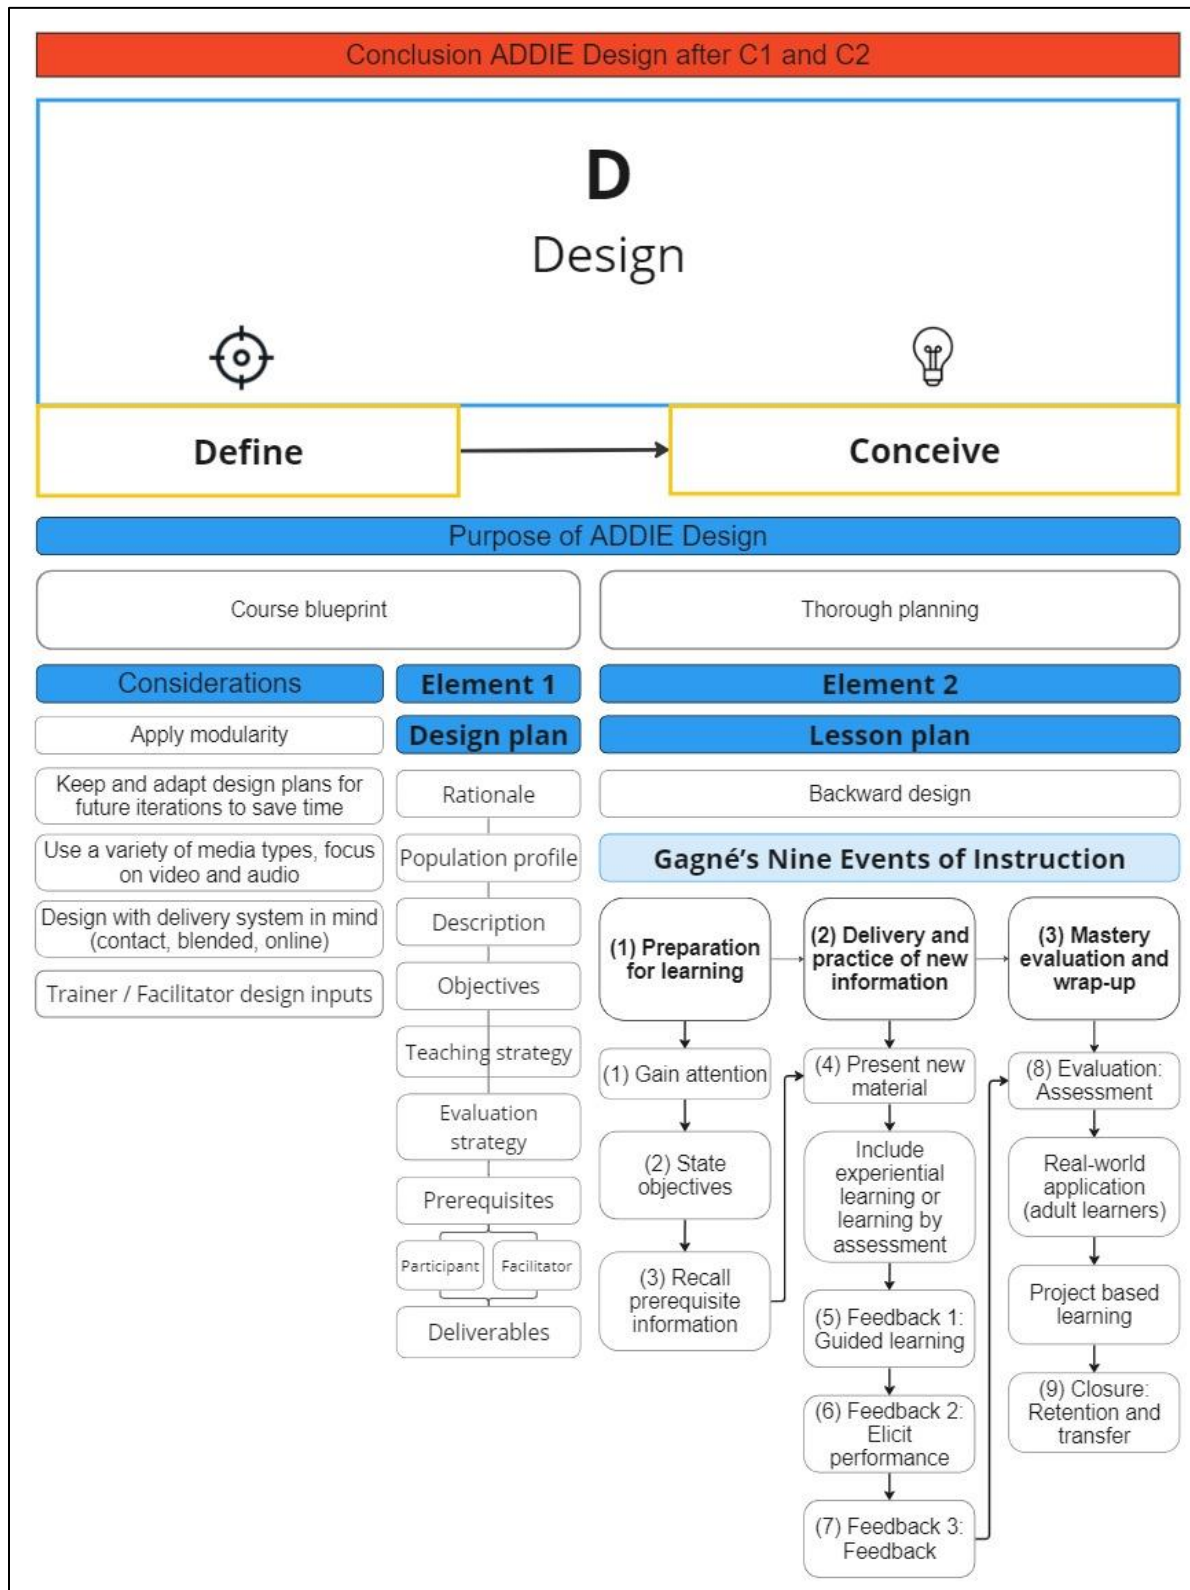 Conclusion ADDIE Design after C1 and C2
D
Design
Define
Conceive
Purpose of ADDIE Design
Course blueprint
Thorough planning
Considerations
Apply modularity
Keep and adapt design plans for
future iterations to save time
Use a variety of media types, focus
on video and audio
Design with delivery system in mind
(contact, blended, online)
Trainer / Facilitator design inputs
Element 1
Design plan
Rationale
Population profile
Description
Objectives
Teaching strategy
Evaluation
strategy
Prerequisites
Participant
Facilitator
Deliverables
Element 2
Lesson plan
Backward design
Gagné's Nine Events of Instruction
(1) Preparation
for learning
(1) Gain attention
(2) State
objectives
(3) Recall
prerequisite
information
(2) Delivery and
practice of new
information
(4) Present new
material
Include
experiential
learning or
learning by
assessment
(5) Feedback 1:
Guided learning
(6) Feedback 2:
Elicit
performance
(7) Feedback 3:
Feedback
(3) Mastery
evaluation and
wrap-up
(8) Evaluation:
Assessment
Real-world
application
(adult learners)
Project based
learning
(9) Closure:
Retention and
transfer